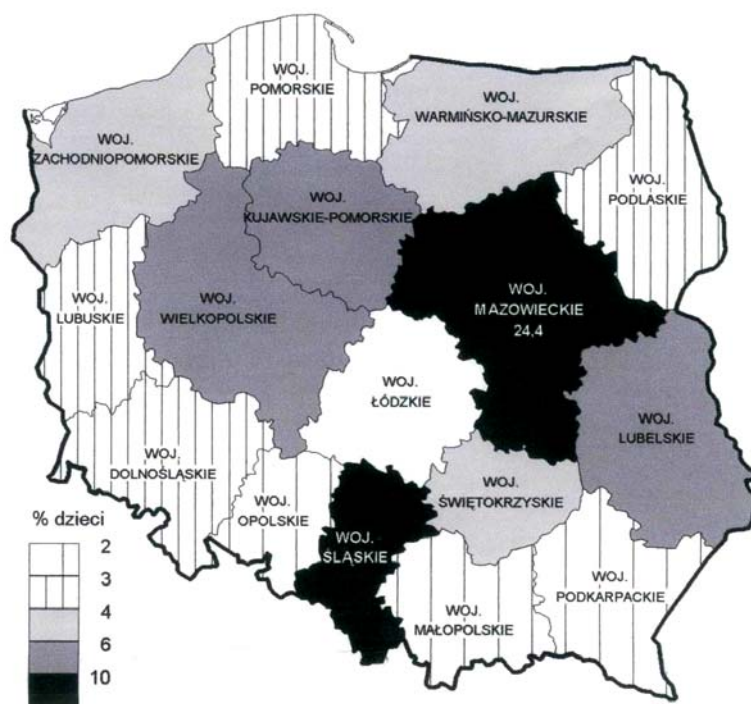 WOJ.
POMORSKIE
WOJ.
WARMIŃSKO-MAZURSKIE
WOJ.
ZACHODNIOPOMORSKIE
WOJ.
PODLASKIE
WOJ.
KUJAWSKIE-POMORSKIE
WOJ.
MAZOWIECKIE
24,4
WOJ.
LUBUSKIE
WOJ.
WIELKOPOLSKIE
WOJ.
ŁÓDZKIE
WOJ.
LUBELSKIE
WOJ.
DOLNOŚLĄSKIE
WOJ.
OPOLSKIE
WOJ.
ŚWIĘTOKRZYSKIE
WOJ.
ŚLĄSKIE
WOJ.
PODKARPACKIE
WOJ.
MAŁOPOLSKIE
% dzieci
2
3
4
6
10